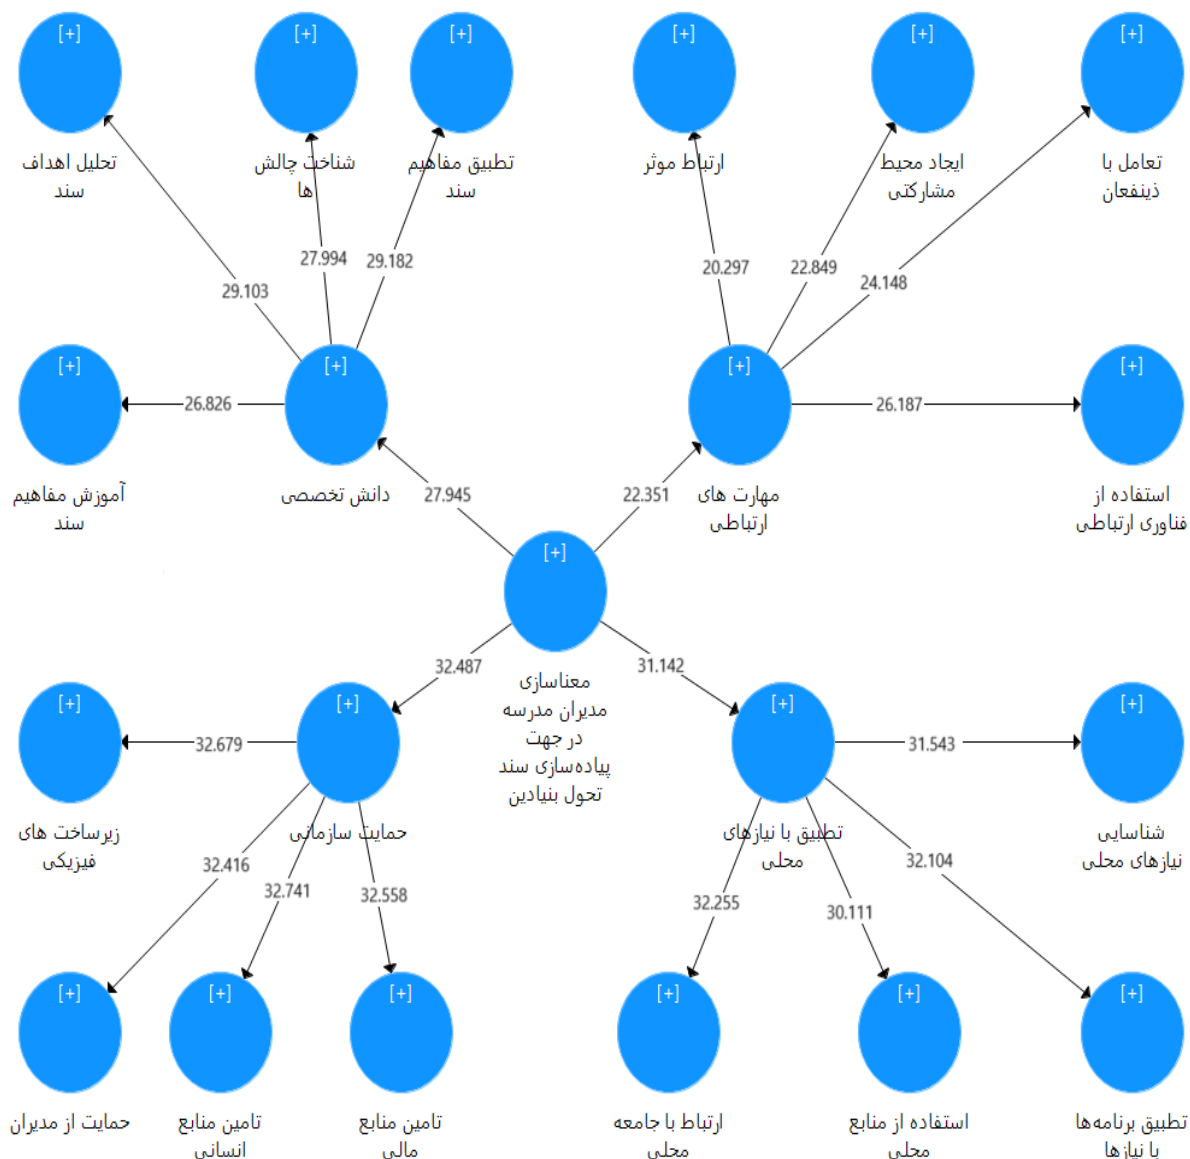 [+]
[+]
[+]
[+]
[+]
[+]
تحلیل اهداف
سند
شناخت چالش
ها
تطبیق مفاهیم
سند
ارتباط موثر
ایجاد محیط
مشارکتی
تعامل با
ذینفعان
29.103
27.994
29.182
20.297
22.849
24.148
[+]
[+]
[+]
[+]
26.826
26.187
آموزش مفاهیم
سند
دانش تخصصی
مهارت های
ارتباطی
استفاده از
فناوری ارتباطی
27.945
22.351
[+]
معناسازی
مدیران مدرسه
در جهت
پیاده‌سازی سند
تحول بنیادین
32.487
31.142
[+]
[+]
[+]
[+]
32.679
31.543
زیرساخت های
فیزیکی
حمایت سازمانی
تطبیق با نیازهای
محلی
شناسایی
نیازهای محلی
32.416
32.741
32.558
32.255
30.111
32.104
[+]
[+]
[+]
[+]
[+]
[+]
حمایت از مدیران
تامین منابع
انسانی
تامین منابع
مالی
ارتباط با جامعه
محلی
استفاده از منابع
محلی
تطبیق برنامه‌ها
با نیازها